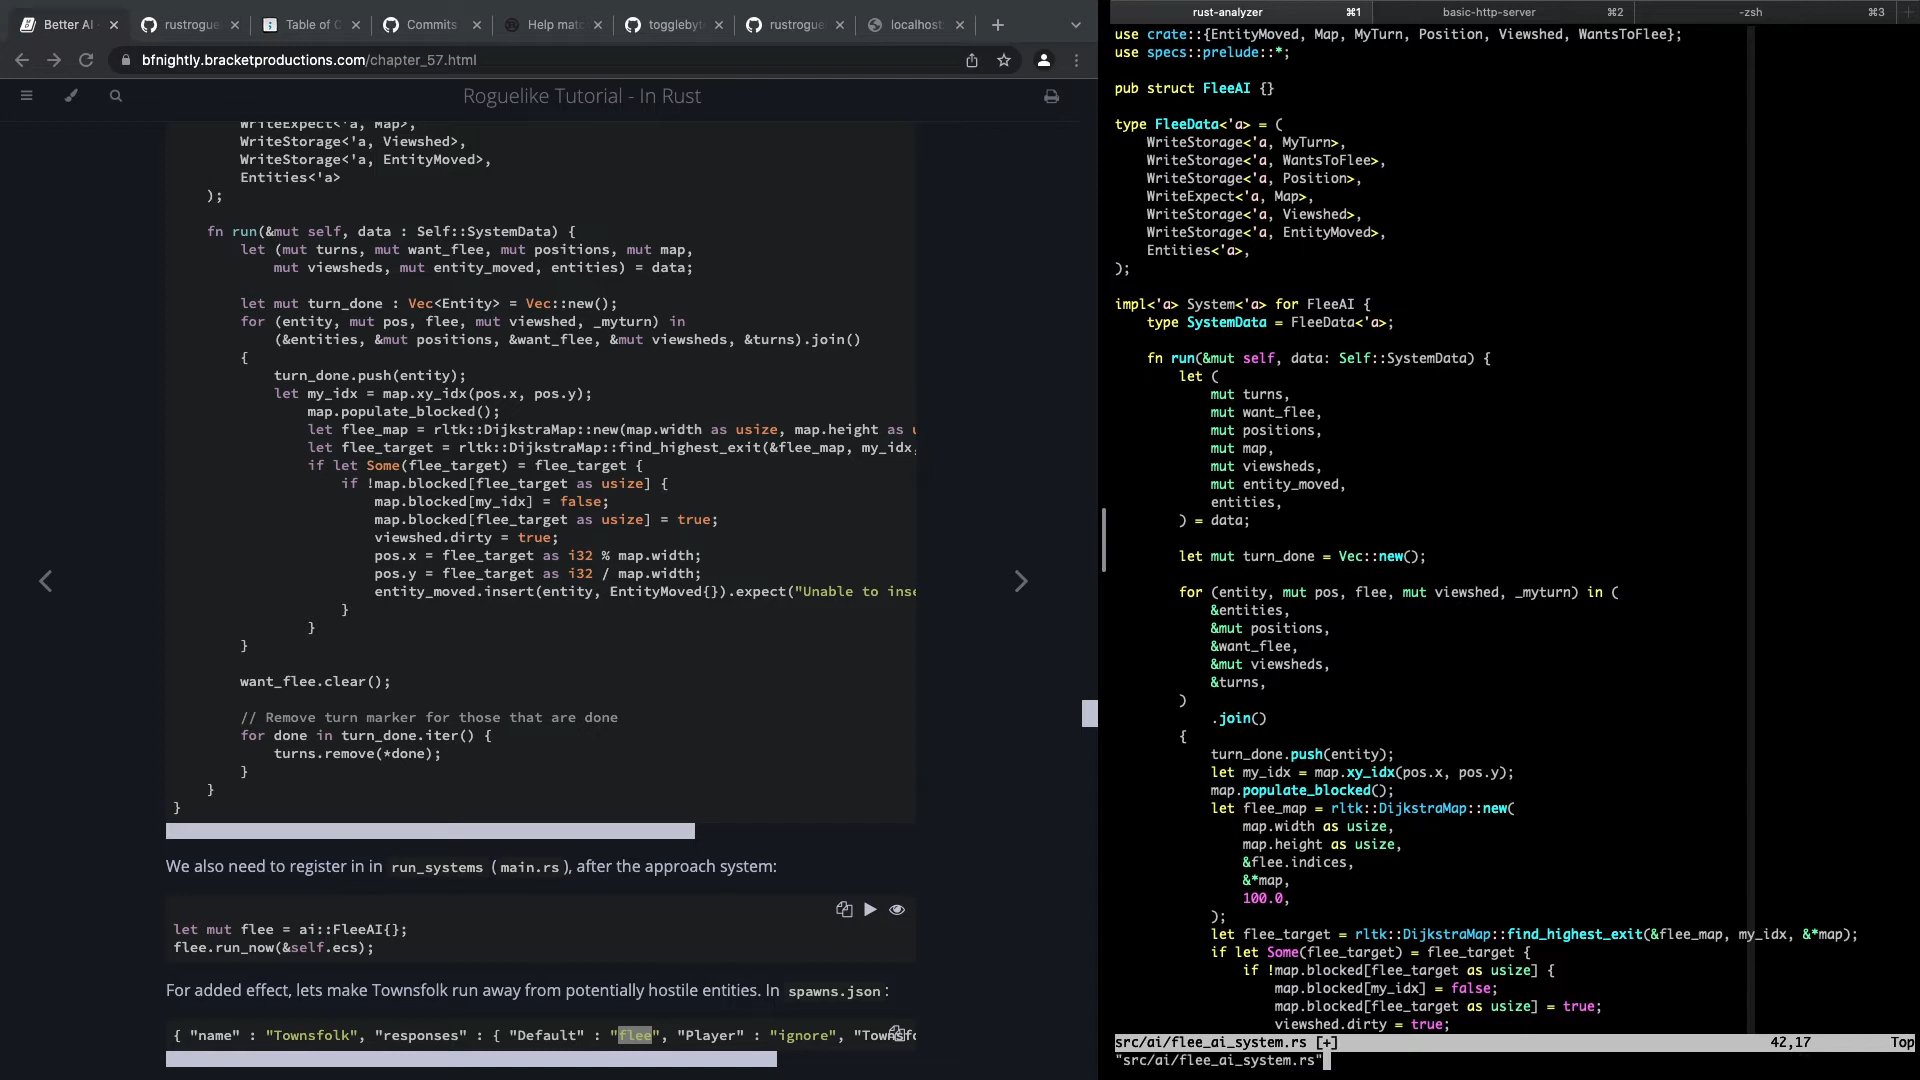 Better AI
rustrogue
Table of C
Commits
Help mat
togglebyt
rustrogue
localhost
bfnightly.bracketproductions.com/chapter_57.html
Roguelike Tutorial - In Rust
WriteExpect<'a, Map>,
WriteStorage<'a, Viewshed>,
WriteStorage<'a, EntityMoved>,
Entities<'a>
);
fn run(&mut self, data : Self::SystemData) {
let (mut turns, mut want_flee, mut positions, mut map,
mut viewsheds, mut entity_moved, entities) = data;
let mut turn_done : Vec<Entity> = Vec::new();
for (entity, mut pos, flee, mut viewshed, _myturn) in
(&entities, &mut positions, &want_flee, &mut viewsheds, &turns).join()
{
turn_done.push(entity);
let my_idx = map.xy_idx(pos.x, pos.y);
map.populate_blocked();
let flee_map = rltk::DijkstraMap::new(map.width as usize, map.height as u
let flee_target = rltk::DijkstraMap::find_highest_exit(&flee_map, my_idx,
if let Some(flee_target) = flee_target {
if !map.blocked[flee_target as usize] {
map.blocked[my_idx] = false;
map.blocked[flee_target as usize] = true;
viewshed.dirty = true;
pos.x = flee_target as i32 % map.width;
pos.y = flee_target as i32 / map.width;
entity_moved.insert(entity, EntityMoved{}).expect("Unable to inse
}
}
}
want_flee.clear();
// Remove turn marker for those that are done
for done in turn_done.iter() {
turns.remove(*done);
}
}
}
We also need to register in in run_systems (main.rs), after the approach system:
let mut flee = ai::FleeAI{};
flee.run_now(&self.ecs);
For added effect, lets make Townsfolk run away from potentially hostile entities. In spawns.json:
{ "name" : "Townsfolk", "responses" : { "Default" : "flee", "Player" : "ignore", "Townsfo
rust-analyzer ⌘1
basic-http-server ⌘2
-zsh ⌘3
use crate::{EntityMoved, Map, MyTurn, Position, Viewshed, WantsToFlee};
use specs::prelude::*;
pub struct FleeAI {}
type FleeData<'a> = (
WriteStorage<'a, MyTurn>,
WriteStorage<'a, WantsToFlee>,
WriteStorage<'a, Position>,
WriteExpect<'a, Map>,
WriteStorage<'a, Viewshed>,
WriteStorage<'a, EntityMoved>,
Entities<'a>,
);
impl<'a> System<'a> for FleeAI {
type SystemData = FleeData<'a>;
fn run(&mut self, data: Self::SystemData) {
let (
mut turns,
mut want_flee,
mut positions,
mut map,
mut viewsheds,
mut entity_moved,
entities,
) = data;
let mut turn_done = Vec::new();
for (entity, mut pos, flee, mut viewshed, _myturn) in (
&entities,
&mut positions,
&want_flee,
&mut viewsheds,
&turns,
)
.join()
{
turn_done.push(entity);
let my_idx = map.xy_idx(pos.x, pos.y);
map.populate_blocked();
let flee_map = rltk::DijkstraMap::new(
map.width as usize,
map.height as usize,
&flee.indices,
&*map,
100.0,
);
let flee_target = rltk::DijkstraMap::find_highest_exit(&flee_map, my_idx, &*map);
if let Some(flee_target) = flee_target {
if !map.blocked[flee_target as usize] {
map.blocked[my_idx] = false;
map.blocked[flee_target as usize] = true;
viewshed.dirty = true;
src/ai/flee_ai_system.rs [+] 42,17 Top
"src/ai/flee_ai_system.rs"